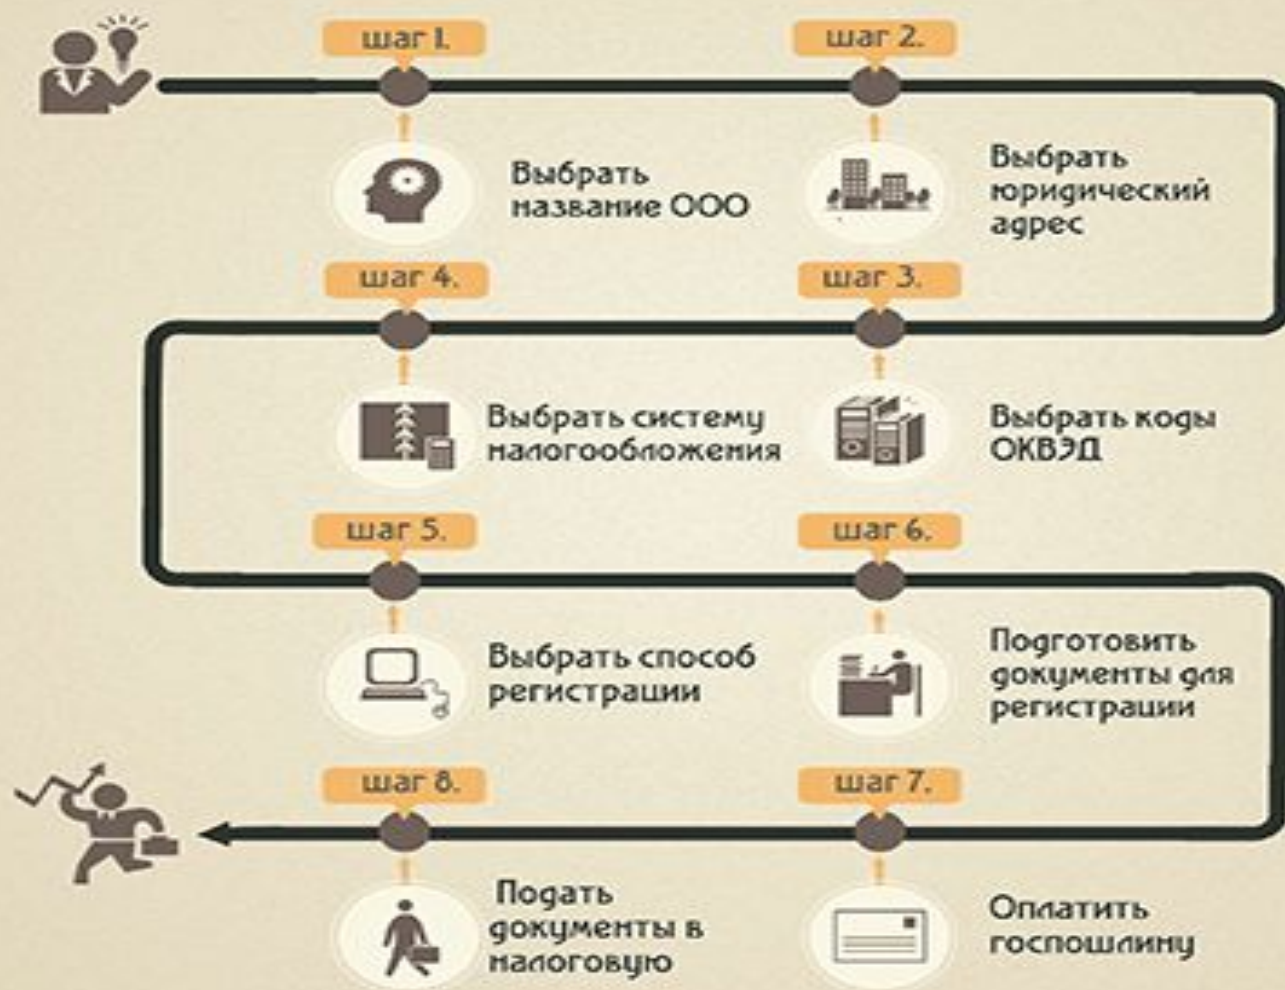 шаг 1.
Выбрать
название ООО
шаг 2.
Выбрать
юридический
адрес
шаг 3.
Выбрать коды
ОКВЭД
шаг 4.
Выбрать систему
налогообложения
шаг 5.
Выбрать способ
регистрации
шаг 6.
Подготовить
документы для
регистрации
шаг 7.
Оплатить
госпошлину
шаг 8.
Подать
документы в
налоговую